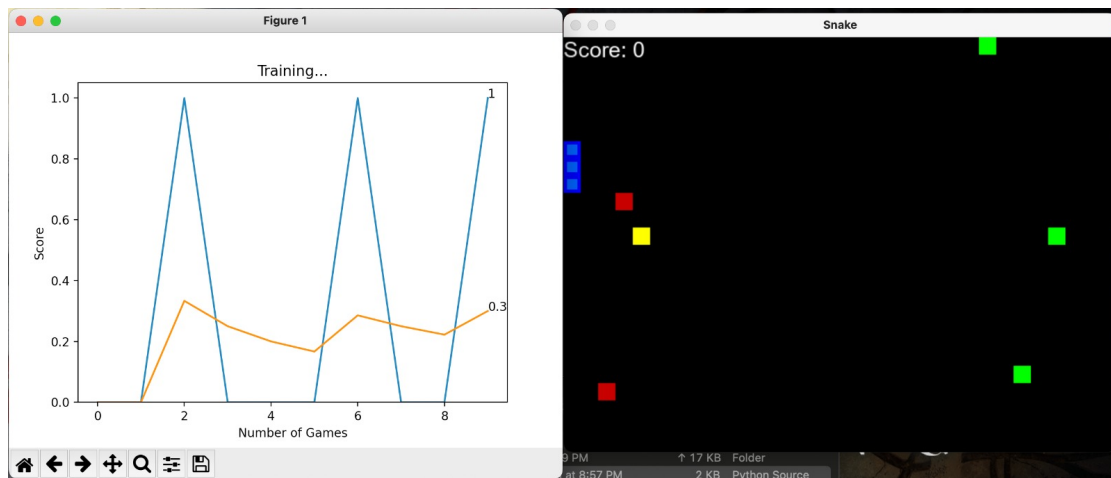 Figure 1
Training...
1.0
0.8
0.6
0.4
0.2
0.0
Score
1
0.3
0 2 4 6 8
Number of Games
Snake
Score: 0
9 PM ↑ 17 KB Folder
at 8:57 PM 2 KB Python Source